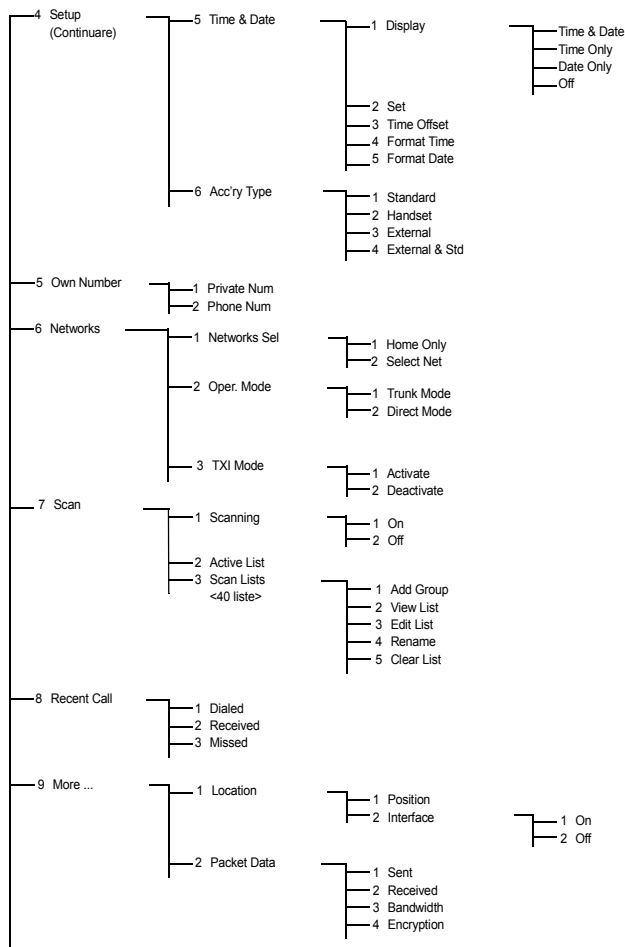 4 Setup
(Continuare)
5 Time & Date
1 Display
Time & Date
Time Only
Date Only
Off
2 Set
3 Time Offset
4 Format Time
5 Format Date
6 Acc'ry Type
1 Standard
2 Handset
3 External
4 External & Std
5 Own Number
1 Private Num
2 Phone Num
6 Networks
1 Networks Sel
1 Home Only
2 Select Net
2 Oper. Mode
1 Trunk Mode
2 Direct Mode
3 TXI Mode
1 Activate
2 Deactivate
7 Scan
1 Scanning
1 On
2 Off
2 Active List
3 Scan Lists
<40 liste>
1 Add Group
2 View List
3 Edit List
4 Rename
5 Clear List
8 Recent Call
1 Dialed
2 Received
3 Missed
9 More ...
1 Location
1 Position
2 Interface
1 On
2 Off
2 Packet Data
1 Sent
2 Received
3 Bandwidth
4 Encryption